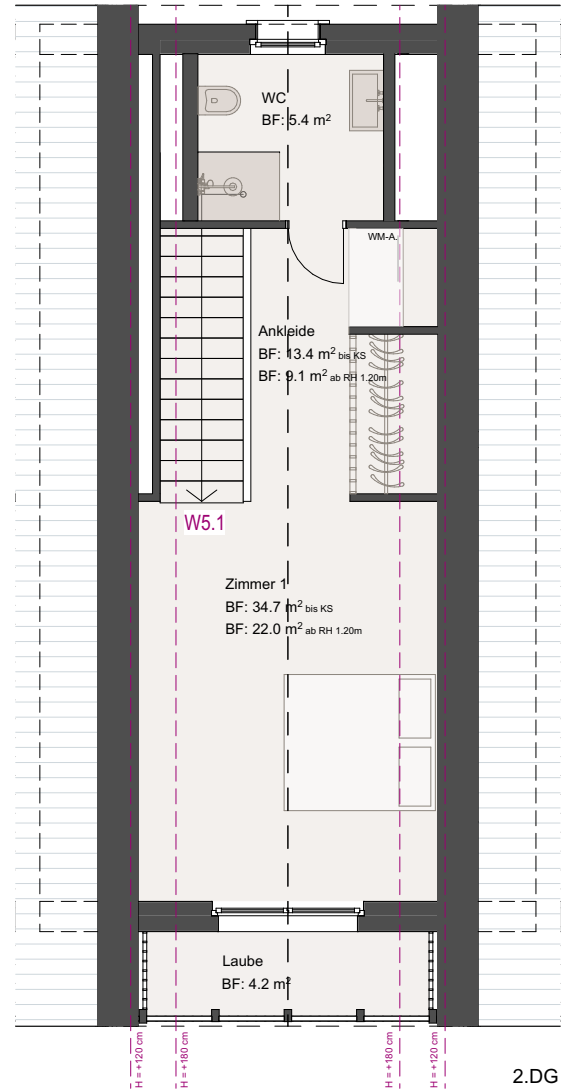 WC
BF: 5.4 m²
WM-A.
Ankleide
BF: 13.4 m² bis KS
BF: 9.1 m² ab RH 1.20m
W5.1
Zimmer 1
BF: 34.7 m² bis KS
BF: 22.0 m² ab RH 1.20m
Laube
BF: 4.2 m²
H = +120 cm
H = +180 cm
H = +180 cm
H = +120 cm
2.DG